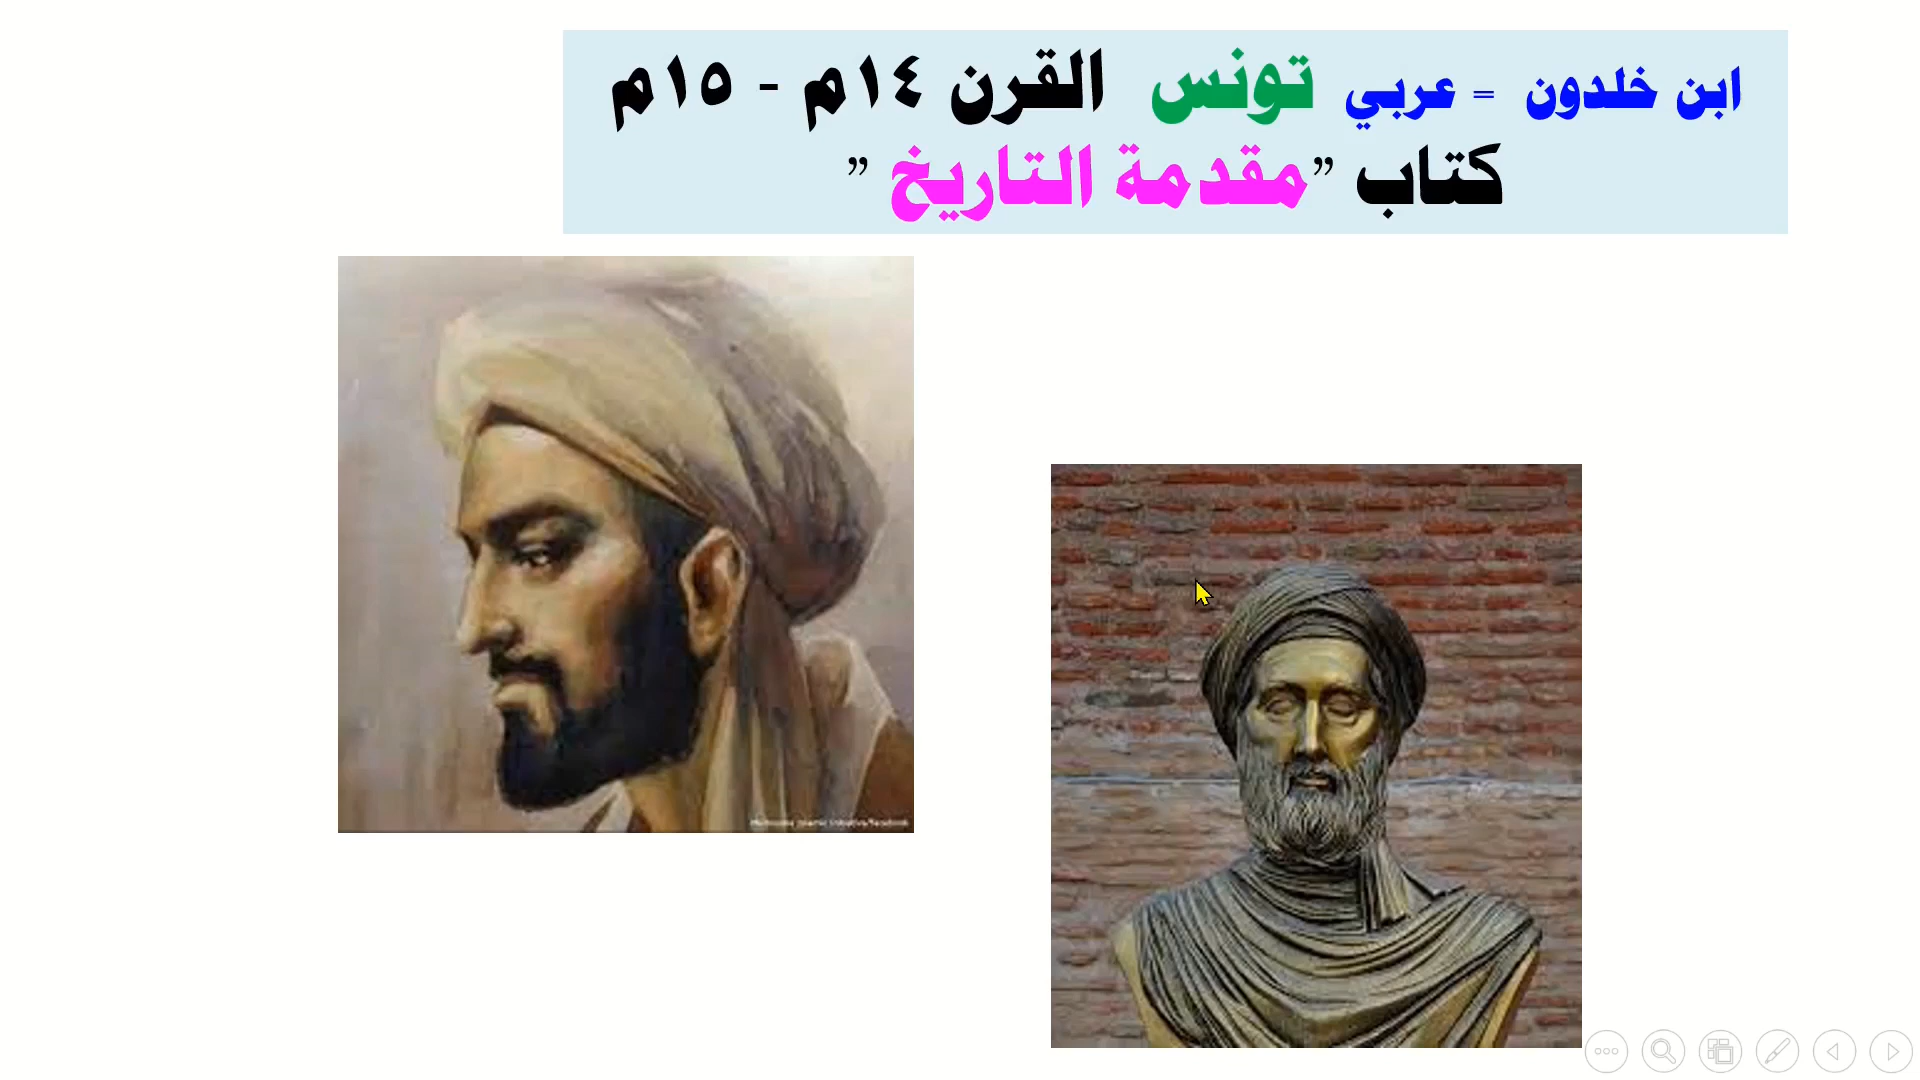 ابن خلدون = عربي تونس القرن ١٤م - ١٥م
كتاب ”مقدمة التاريخ ”